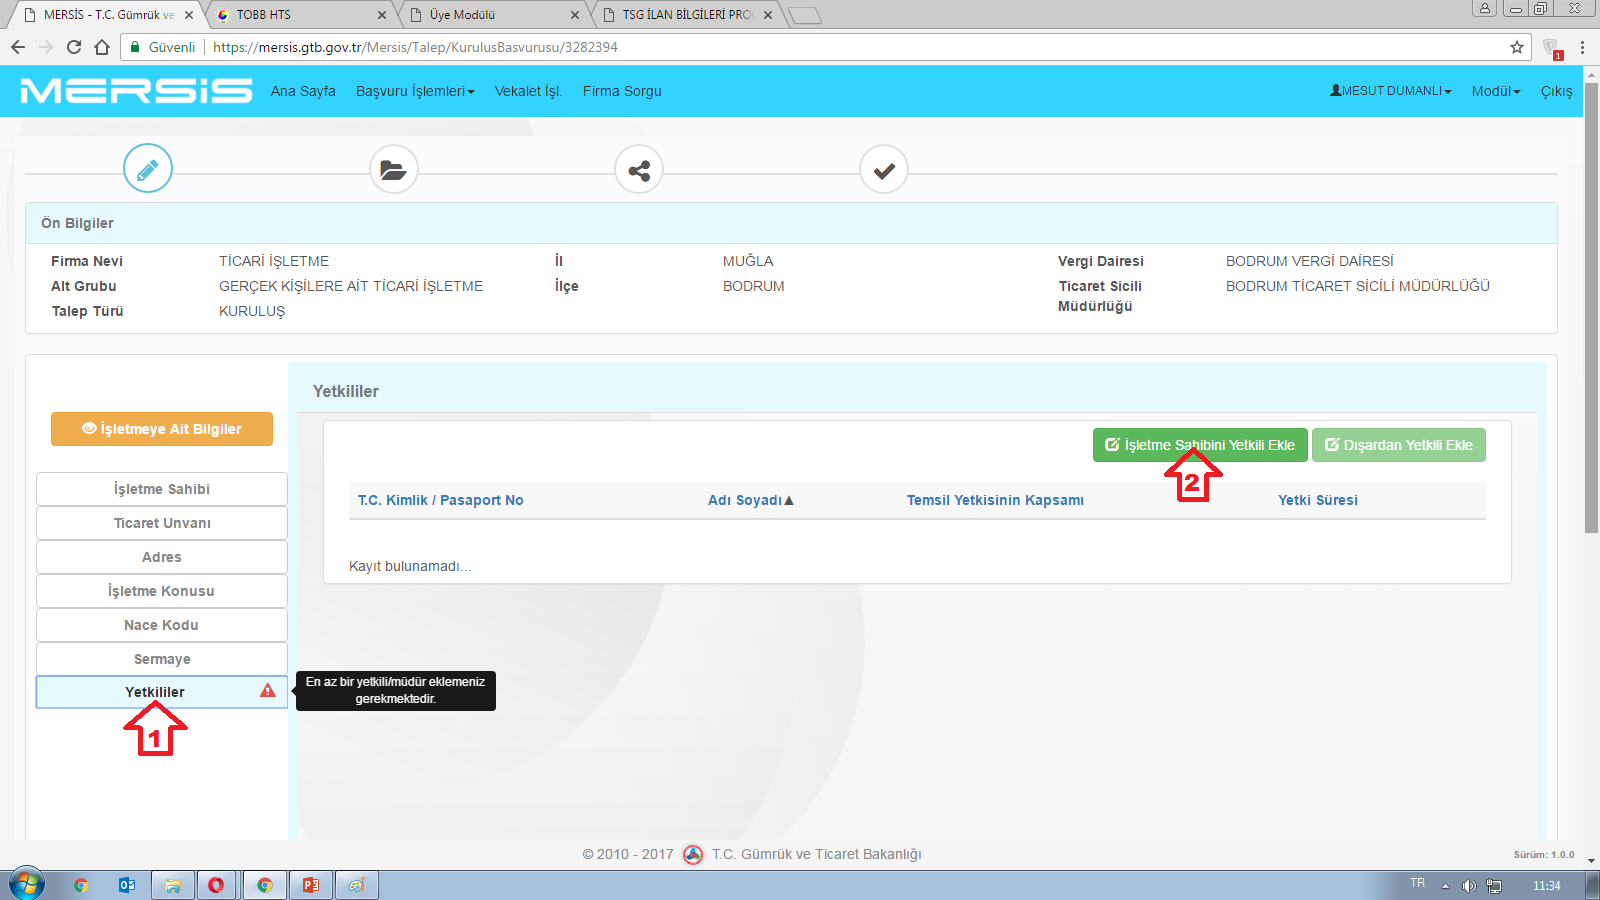 MERSİS - T.C. Gümrük ve
TOBB HTS
Üye Modülü
TSG İLAN BİLGİLERİ PRO
Güvenli
https://mersis.gtb.gov.tr/Mersis/Talep/KurulusBasvurusu/3282394
1
MERSiS
Ana Sayfa
Başvuru İşlemleri
Vekalet İşl.
Firma Sorgu
MESUT DUMANLI
Modül
Çıkış
Ön Bilgiler
Firma Nevi
TİCARİ İŞLETME
İl
MUĞLA
Vergi Dairesi
BODRUM VERGİ DAİRESİ
Alt Grubu
GERÇEK KİŞİLERE AİT TİCARİ İŞLETME
İlçe
BODRUM
Ticaret Sicili
Müdürlüğü
BODRUM TİCARET SİCİLİ MÜDÜRLÜĞÜ
Talep Türü
KURULUŞ
İşletmeye Ait Bilgiler
İşletme Sahibi
Ticaret Unvanı
Adres
İşletme Konusu
Nace Kodu
Sermaye
Yetkililer
1
En az bir yetkili/müdür eklemeniz
gerekmektedir.
Yetkililer
İşletme Sahibini Yetkili Ekle
Dışardan Yetkili Ekle
2
T.C. Kimlik / Pasaport No
Adı Soyadı▲
Temsil Yetkisinin Kapsamı
Yetki Süresi
Kayıt bulunamadı...
© 2010 - 2017
T.C. Gümrük ve Ticaret Bakanlığı
Sürüm: 1.0.0
TR
11:34